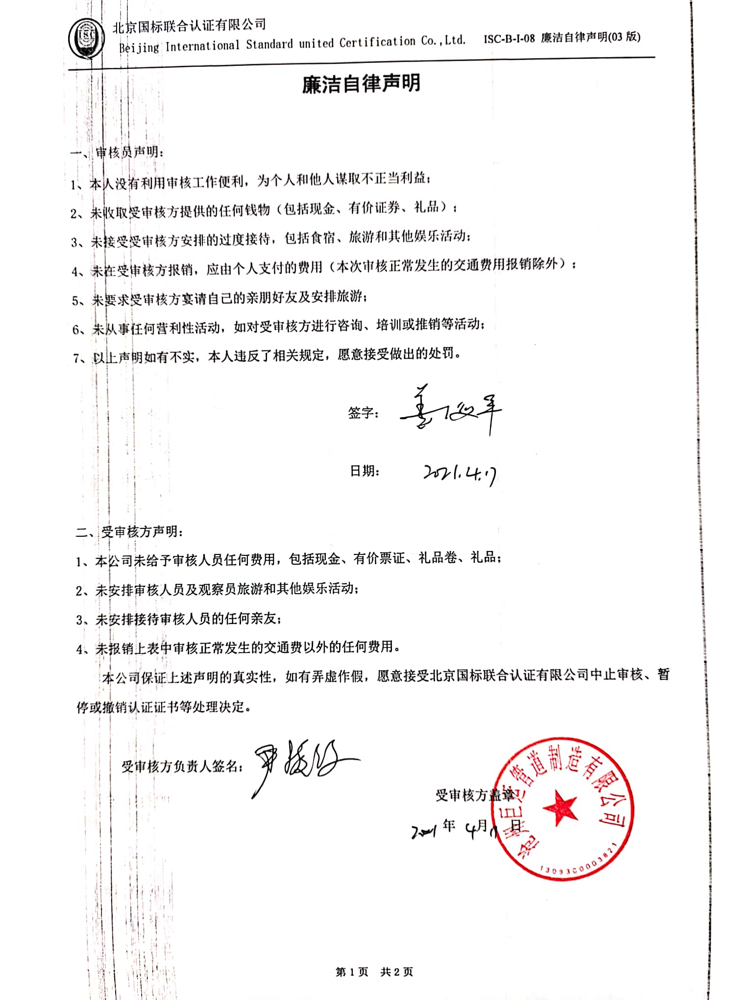 北京国标联合认证有限公司
Beijing International Standard united Certification Co.,Ltd. ISC-B-I-08 廉洁自律声明(03 版)
ISC
廉洁自律声明
一、审核员声明：
1、本人没有利用审核工作便利，为个人和他人谋取不正当利益；
2、未收取受审核方提供的任何钱物（包括现金、有价证券、礼品）；
3、未接受受审核方安排的过度接待，包括食宿、旅游和其他娱乐活动；
4、未在受审核方报销，应由个人支付的费用（本次审核正常发生的交通费用报销除外）；
5、未要求受审核方宴请自己的亲朋好友及安排旅游；
6、未从事任何营利性活动，如对受审核方进行咨询、培训或推销等活动；
7、以上声明如有不实，本人违反了相关规定，愿意接受做出的处罚。
签字：
日期： 2021.4.17
二、受审核方声明：
1、本公司未给予审核人员任何费用，包括现金、有价票证、礼品卷、礼品；
2、未安排审核人员及观察员旅游和其他娱乐活动；
3、未安排接待审核人员的任何亲友；
4、未报销上表中审核正常发生的交通费以外的任何费用。
本公司保证上述声明的真实性，如有弄虚作假，愿意接受北京国标联合认证有限公司中止审核、暂
停或撤销认证证书等处理决定。
受审核方负责人签名：
沧州巨运管道制造有限公司
受审核方盖章
2021年 4月17日
1309300003821
第 1 页 共 2 页